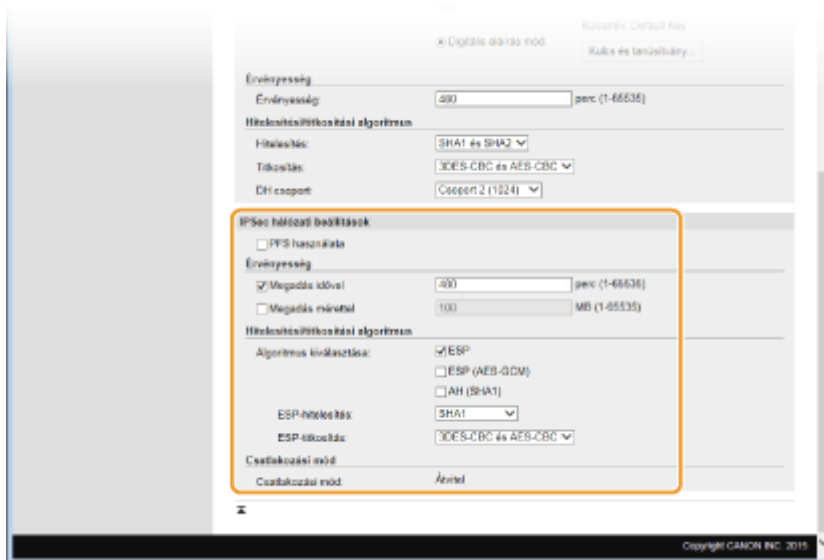 Kulcsnév: Default Key
Digitális aláírás mód:
Kulcs és tanúsítvány...
Érvényesség
Érvényesség: 480 perc (1-65535)
Hitelesítési/titkosítási algoritmus
Hitelesítés: SHA1 és SHA2
Titkosítás: 3DES-CBC és AES-CBC
DH csoport: Csoport 2 (1024)
IPSec hálózati beállítások
PFS használata
Érvényesség
Megadás idővel 480 perc (1-65535)
Megadás mérettel 100 MB (1-65535)
Hitelesítési/titkosítási algoritmus
Algoritmus kiválasztása: ESP
ESP (AES-GCM)
AH (SHA1)
ESP-hitelesítés: SHA1
ESP-titkosítás: 3DES-CBC és AES-CBC
Csatlakozási mód
Csatlakozási mód: Átvitel
Copyright CANON INC. 2015